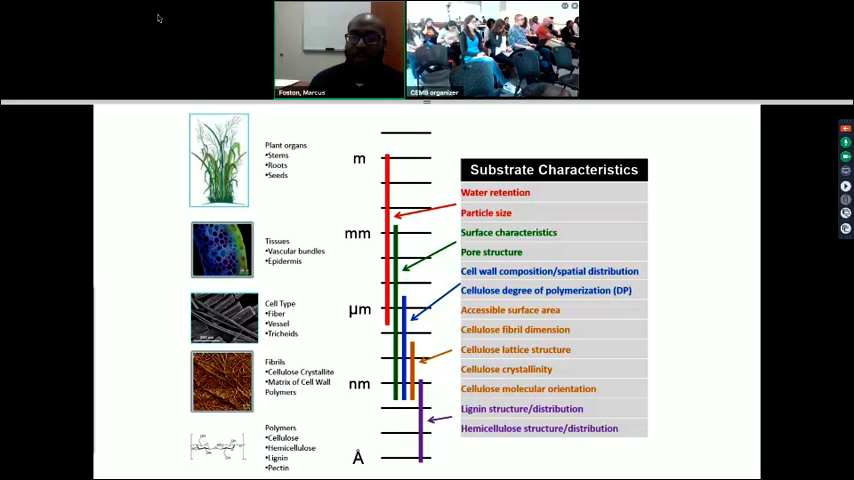 Foston, Marcus
CEMB organizer
Plant organs
•Stems
•Roots
•Seeds
Tissues
•Vascular bundles
•Epidermis
Cell Type
•Fiber
•Vessel
•Tricheids
Fibrils
•Cellulose Crystallite
•Matrix of Cell Wall
Polymers
Polymers
•Cellulose
•Hemicellulose
•Lignin
•Pectin
m
mm
µm
nm
Å
Substrate Characteristics
Water retention
Particle size
Surface characteristics
Pore structure
Cell wall composition/spatial distribution
Cellulose degree of polymerization (DP)
Accessible surface area
Cellulose fibril dimension
Cellulose lattice structure
Cellulose crystallinity
Cellulose molecular orientation
Lignin structure/distribution
Hemicellulose structure/distribution